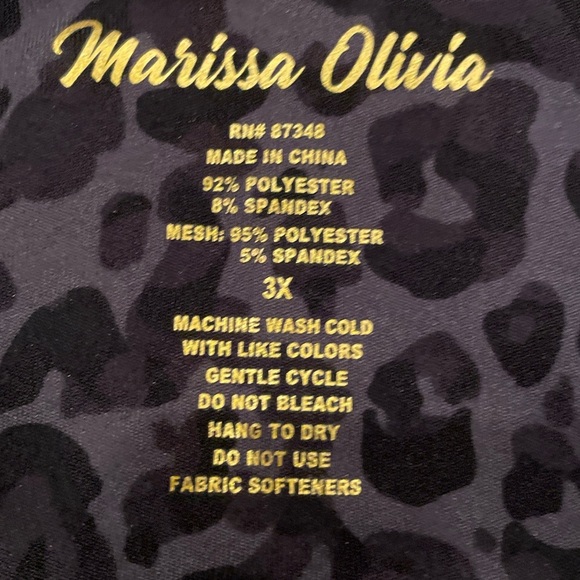 Marissa Olivia
RN# 87348
MADE IN CHINA
92% POLYESTER
8% SPANDEX
MESH: 95% POLYESTER
5% SPANDEX
3X
MACHINE WASH COLD
WITH LIKE COLORS
GENTLE CYCLE
DO NOT BLEACH
HANG TO DRY
DO NOT USE
FABRIC SOFTENERS